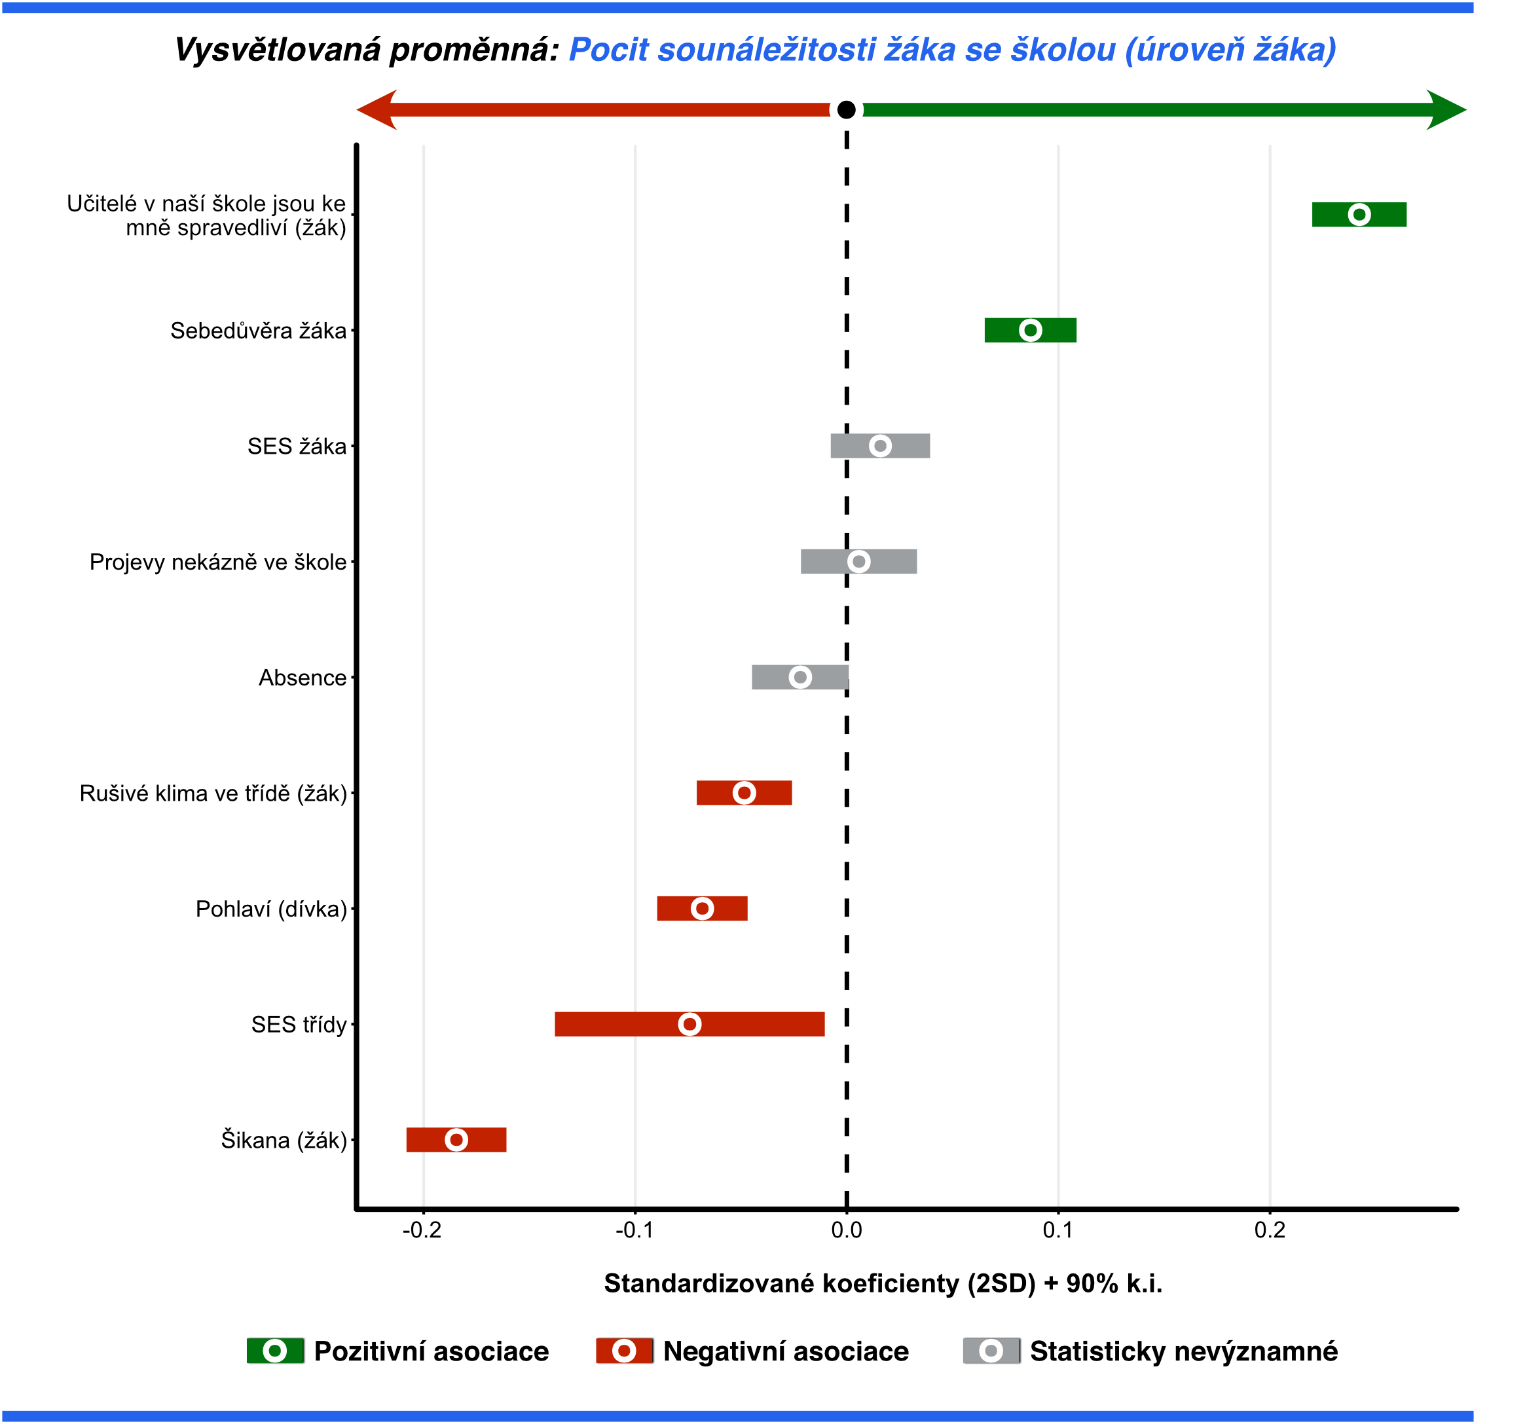 Vysvětlovaná proměnná: Pocit sounáležitosti žáka se školou (úroveň žáka)
Učitelé v naší škole jsou ke
mně spravedliví (žák)
Sebedůvěra žáka
SES žáka
Projevy nekázně ve škole
Absence
Rušivé klima ve třídě (žák)
Pohlaví (dívka)
SES třídy
Šikana (žák)
-0.2 -0.1 0.0 0.1 0.2
Standardizované koeficienty (2SD) + 90% k.i.
Pozitivní asociace Negativní asociace Statisticky nevýznamné